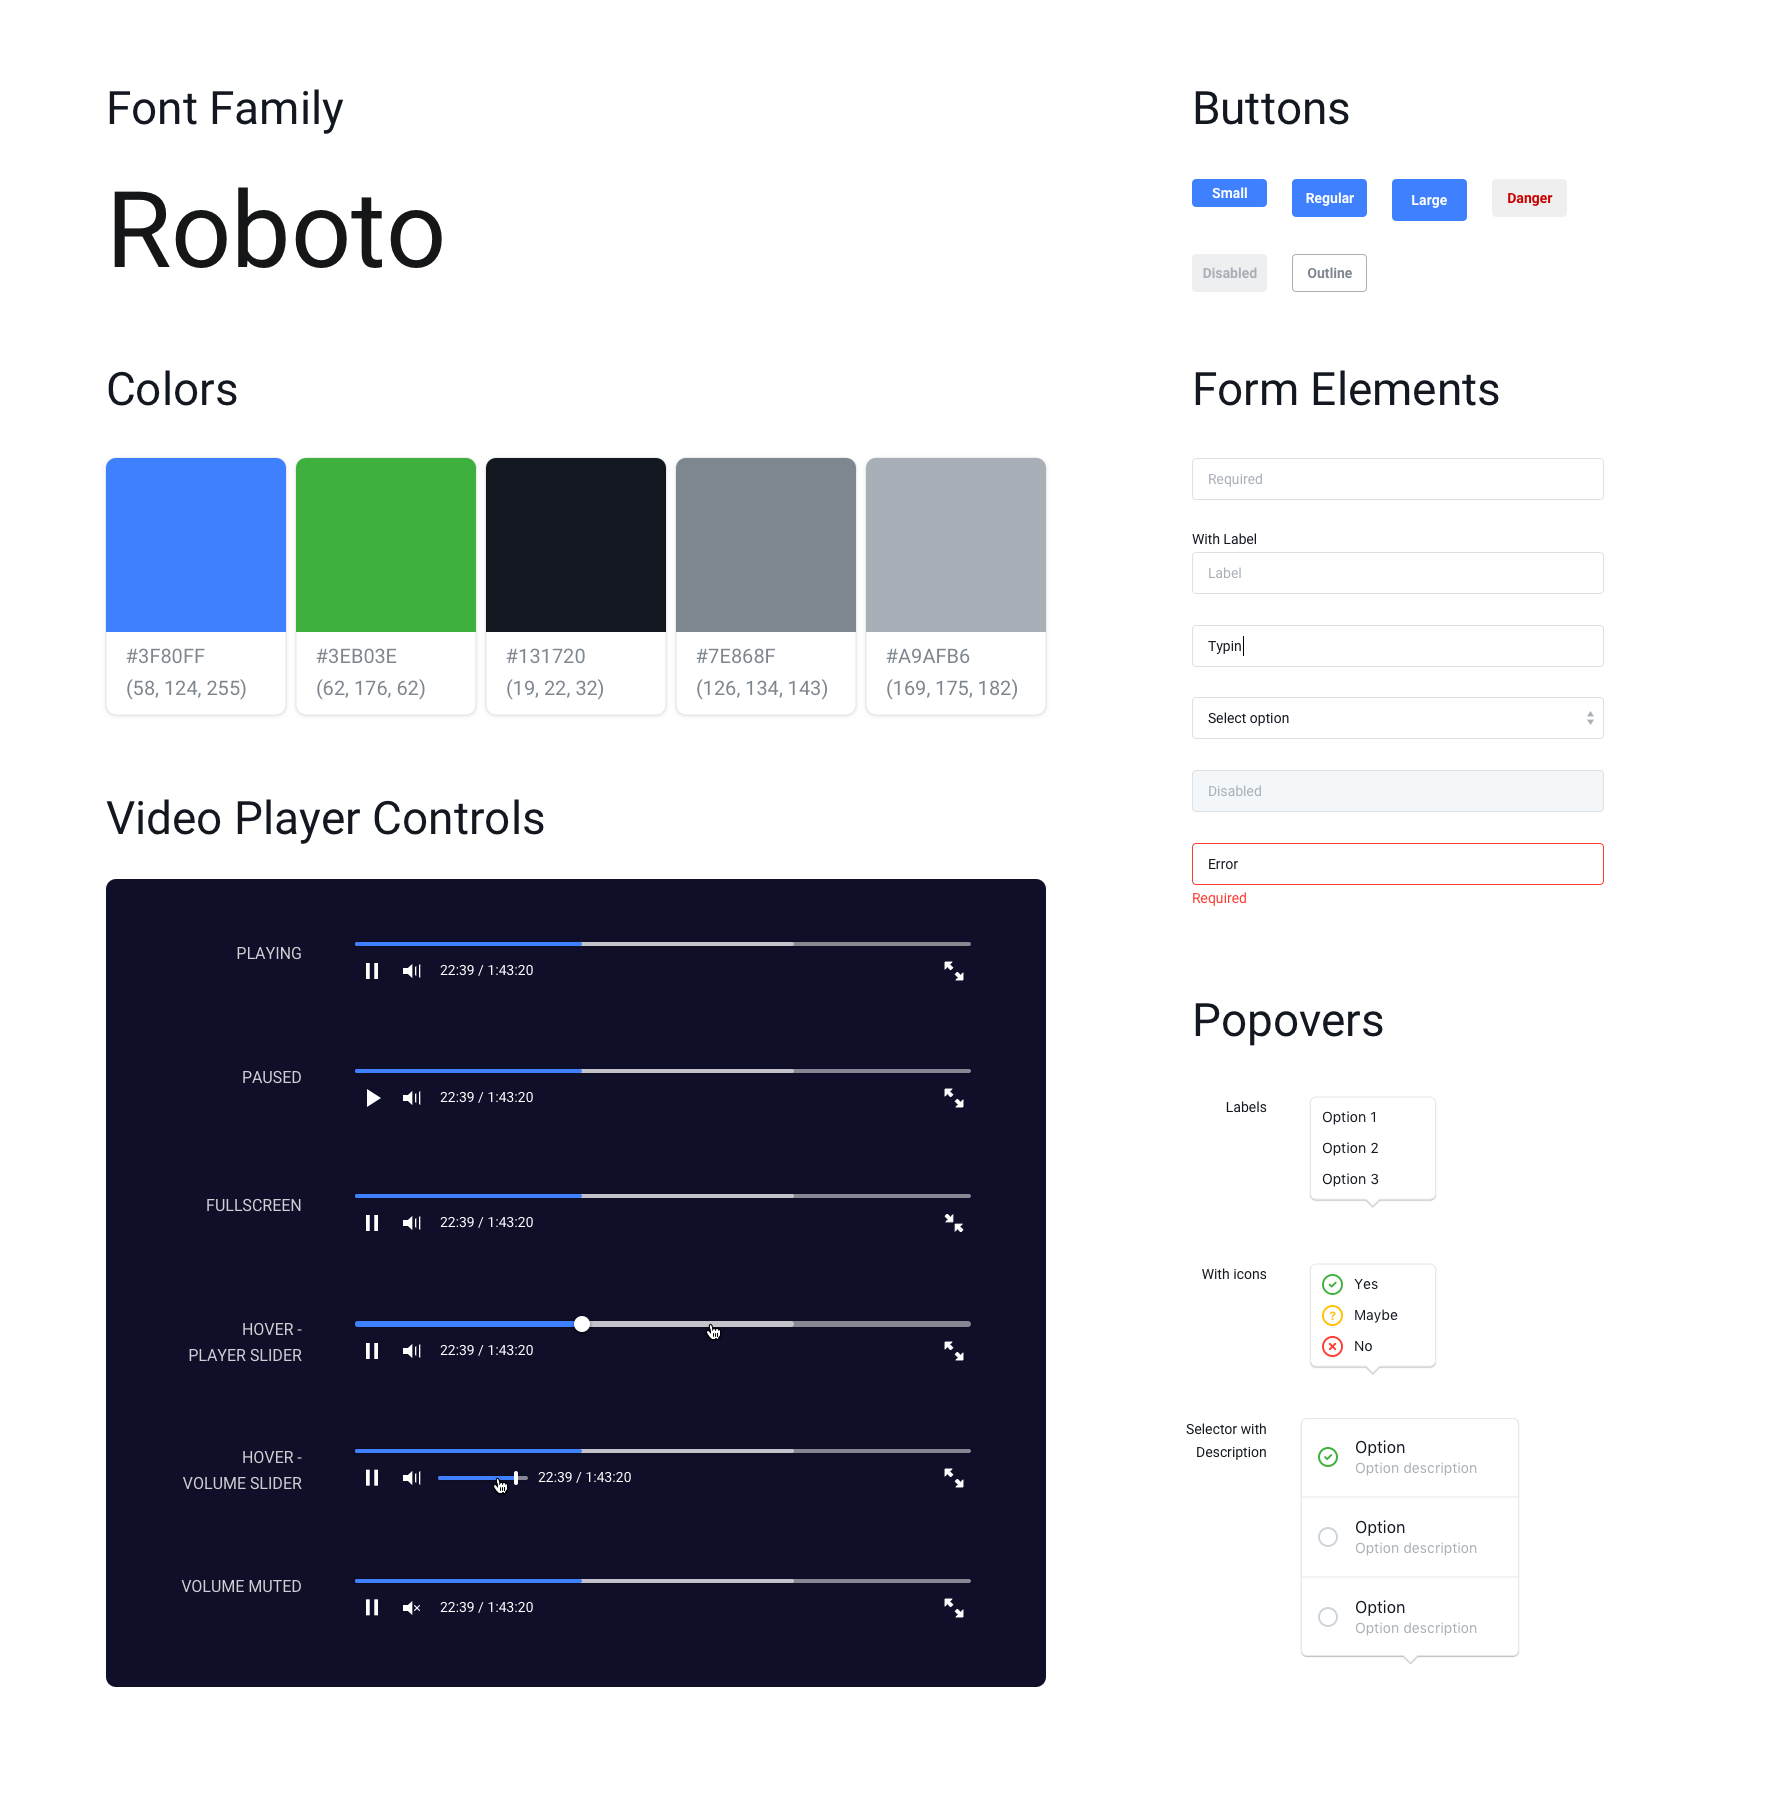 Font Family
Roboto
Colors
#3F80FF
(58, 124, 255)
#3EB03E
(62, 176, 62)
#131720
(19, 22, 32)
#7E868F
(126, 134, 143)
#A9AFB6
(169, 175, 182)
Video Player Controls
PLAYING
22:39 / 1:43:20
PAUSED
22:39 / 1:43:20
FULLSCREEN
22:39 / 1:43:20
HOVER -
PLAYER SLIDER
22:39 / 1:43:20
HOVER -
VOLUME SLIDER
22:39 / 1:43:20
VOLUME MUTED
22:39 / 1:43:20
Buttons
Small
Regular
Large
Danger
Disabled
Outline
Form Elements
Required
With Label
Label
Typin
Select option
Disabled
Error
Required
Popovers
Labels
Option 1
Option 2
Option 3
With icons
Yes
Maybe
No
Selector with
Description
Option
Option description
Option
Option description
Option
Option description